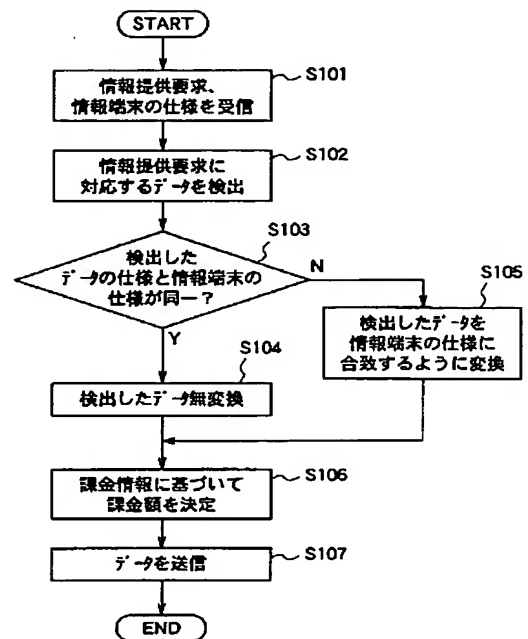 START
S101
情報提供要求、
情報端末の仕様を受信
S102
情報提供要求に
対応するデータを検出
S103
検出した
データの仕様と情報端末の
仕様が同一?
N
S105
検出したデータを
情報端末の仕様に
合致するように変換
Y
S104
検出したデータ無変換
S106
課金情報に基づいて
課金額を決定
S107
データを送信
END